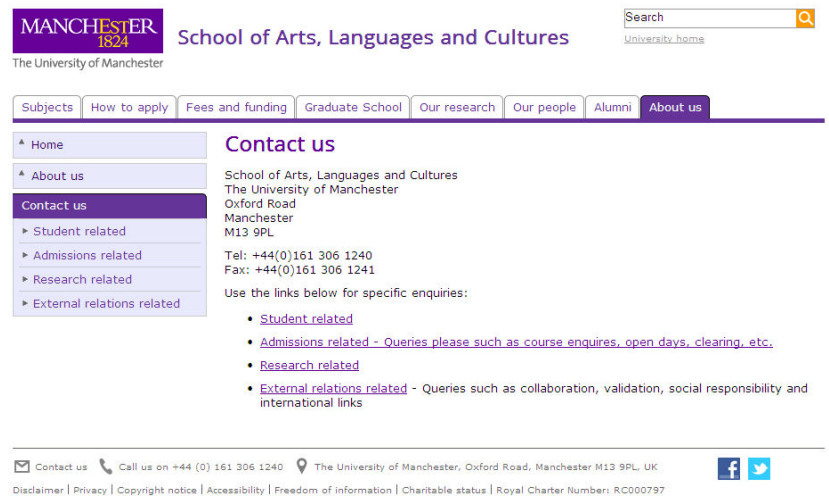 MANCHESTER
1824
The University of Manchester
School of Arts, Languages and Cultures
Search
University home
Subjects
How to apply
Fees and funding
Graduate School
Our research
Our people
Alumni
About us
Home
About us
Contact us
Student related
Admissions related
Research related
External relations related
Contact us
School of Arts, Languages and Cultures
The University of Manchester
Oxford Road
Manchester
M13 9PL
Tel: +44(0)161 306 1240
Fax: +44(0)161 306 1241
Use the links below for specific enquiries:
• Student related
• Admissions related - Queries please such as course enquires, open days, clearing, etc.
• Research related
• External relations related - Queries such as collaboration, validation, social responsibility and
international links
Contact us Call us on +44 (0) 161 306 1240 The University of Manchester, Oxford Road, Manchester M13 9PL, UK
Disclaimer | Privacy | Copyright notice | Accessibility | Freedom of information | Charitable status | Royal Charter Number: RC000797